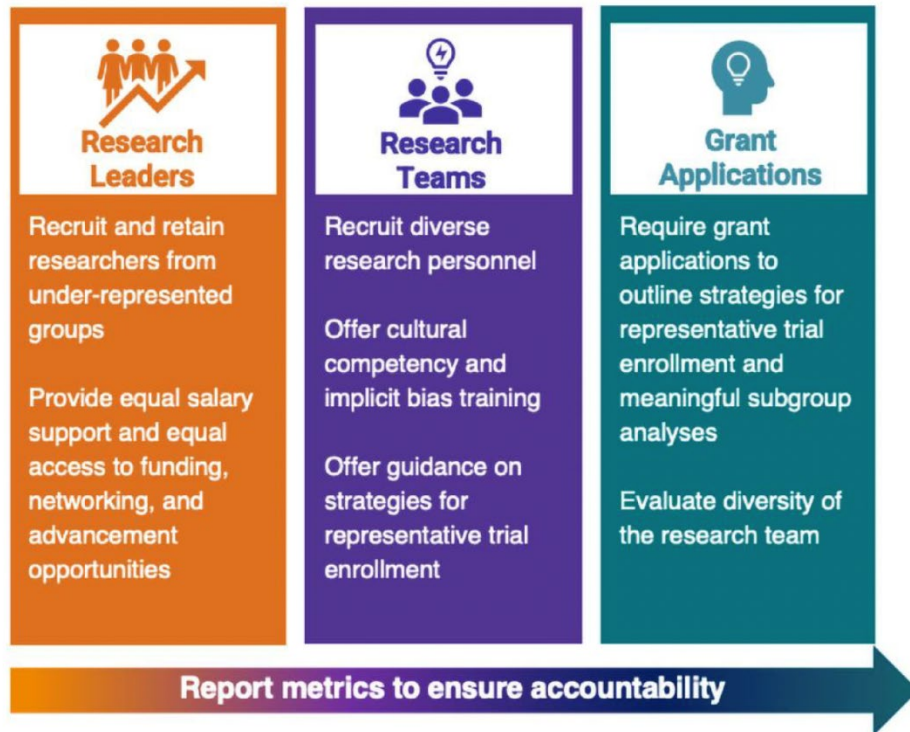 Research
Leaders
Recruit and retain
researchers from
under-represented
groups
Provide equal salary
support and equal
access to funding,
networking, and
advancement
opportunities
Research
Teams
Recruit diverse
research personnel
Offer cultural
competency and
implicit bias training
Offer guidance on
strategies for
representative trial
enrollment
Grant
Applications
Require grant
applications to
outline strategies for
representative trial
enrollment and
meaningful subgroup
analyses
Evaluate diversity of
the research team
Report metrics to ensure accountability